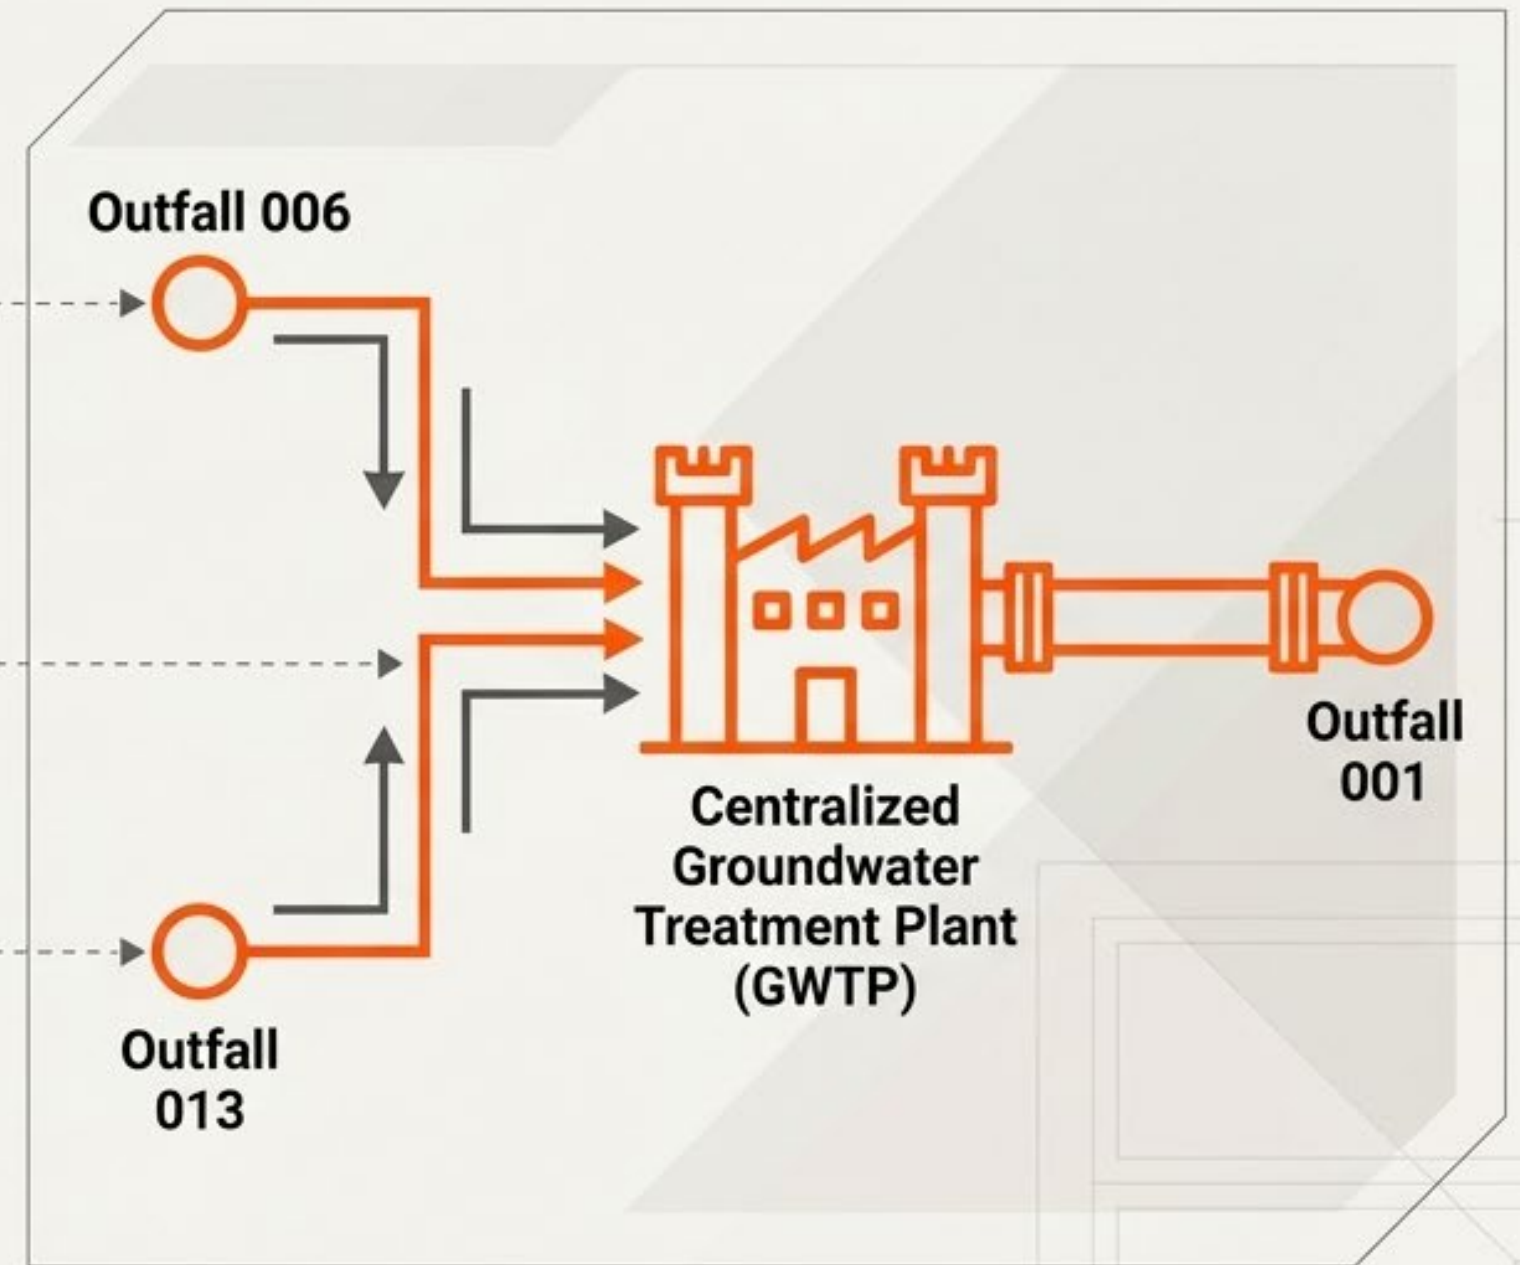 Outfall 006
Centralized
Groundwater
Treatment Plant
(GWTP)
Outfall
001
Outfall
013